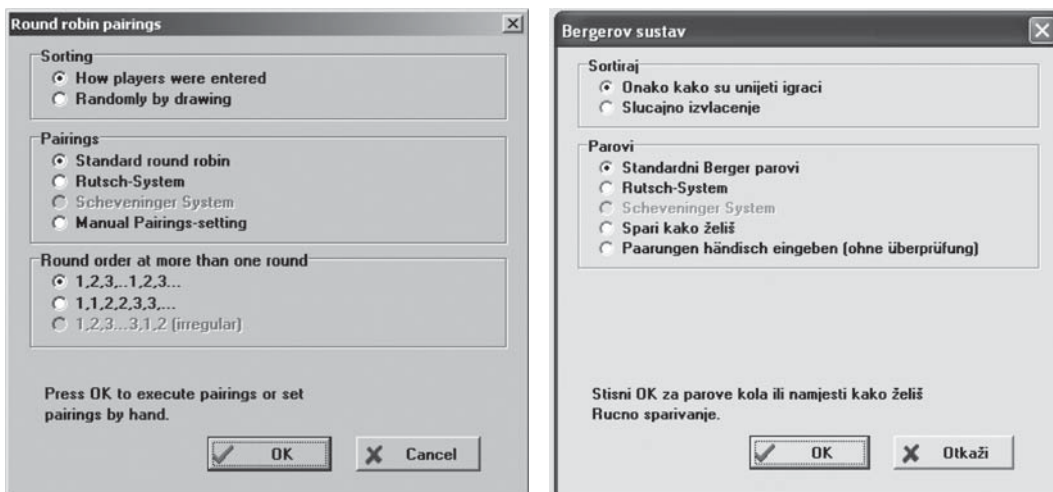 Round robin pairings
Sorting
How players were entered
Randomly by drawing
Pairings
Standard round robin
Rutsch-System
Scheveninger System
Manual Pairings-setting
Round order at more than one round
1,2,3,..1,2,3...
1,1,2,2,3,3,...
1,2,3...3,1,2 (irregular)
Press OK to execute pairings or set
pairings by hand.
OK
Cancel
Bergerov sustav
Sortiraj
Onako kako su unijeti igraci
Slucajno izvlacenje
Parovi
Standardni Berger parovi
Rutsch-System
Scheveninger System
Spari kako želiš
Paarungen händisch eingeben (ohne überprüfung)
Stisni OK za parove kola ili namjesti kako želiš
Rucno sparivanje.
OK
Otkaži